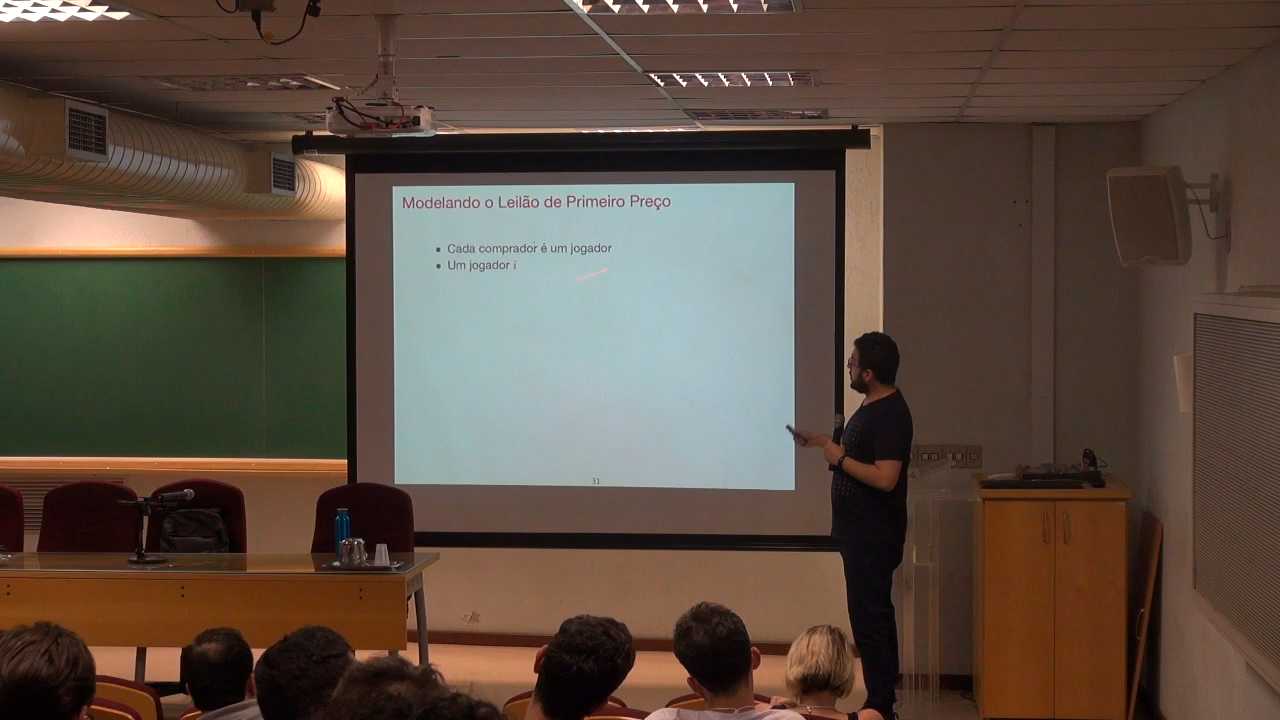 Modelando o Leilão de Primeiro Preço
• Cada comprador é um jogador
• Um jogador i
31